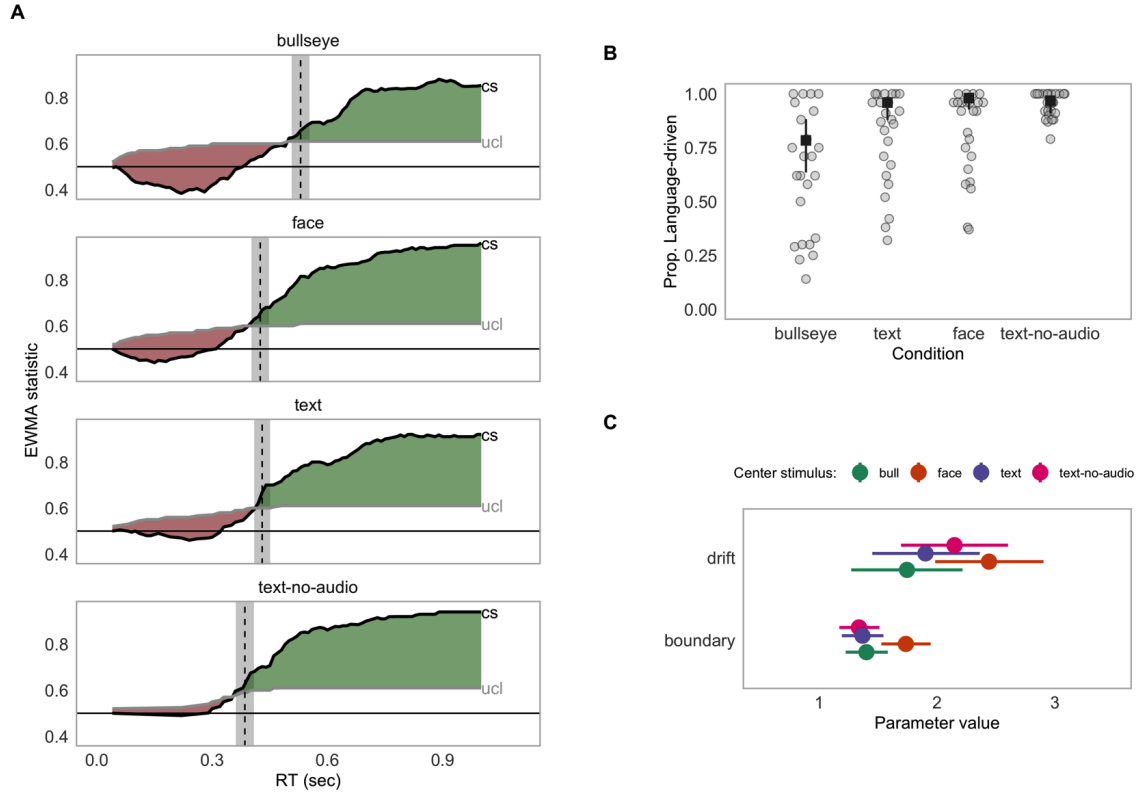 A
bullseye
0.8
0.6
0.4
cs
ucl
face
0.8
0.6
0.4
cs
ucl
text
0.8
0.6
0.4
cs
ucl
text-no-audio
0.8
0.6
0.4
cs
ucl
0.0 0.3 0.6 0.9
RT (sec)
EWMA statistic
B
1.00
0.75
0.50
0.25
0.00
Prop. Language-driven
bullseye text face text-no-audio
Condition
C
Center stimulus: bull face text text-no-audio
drift
boundary
1 2 3
Parameter value